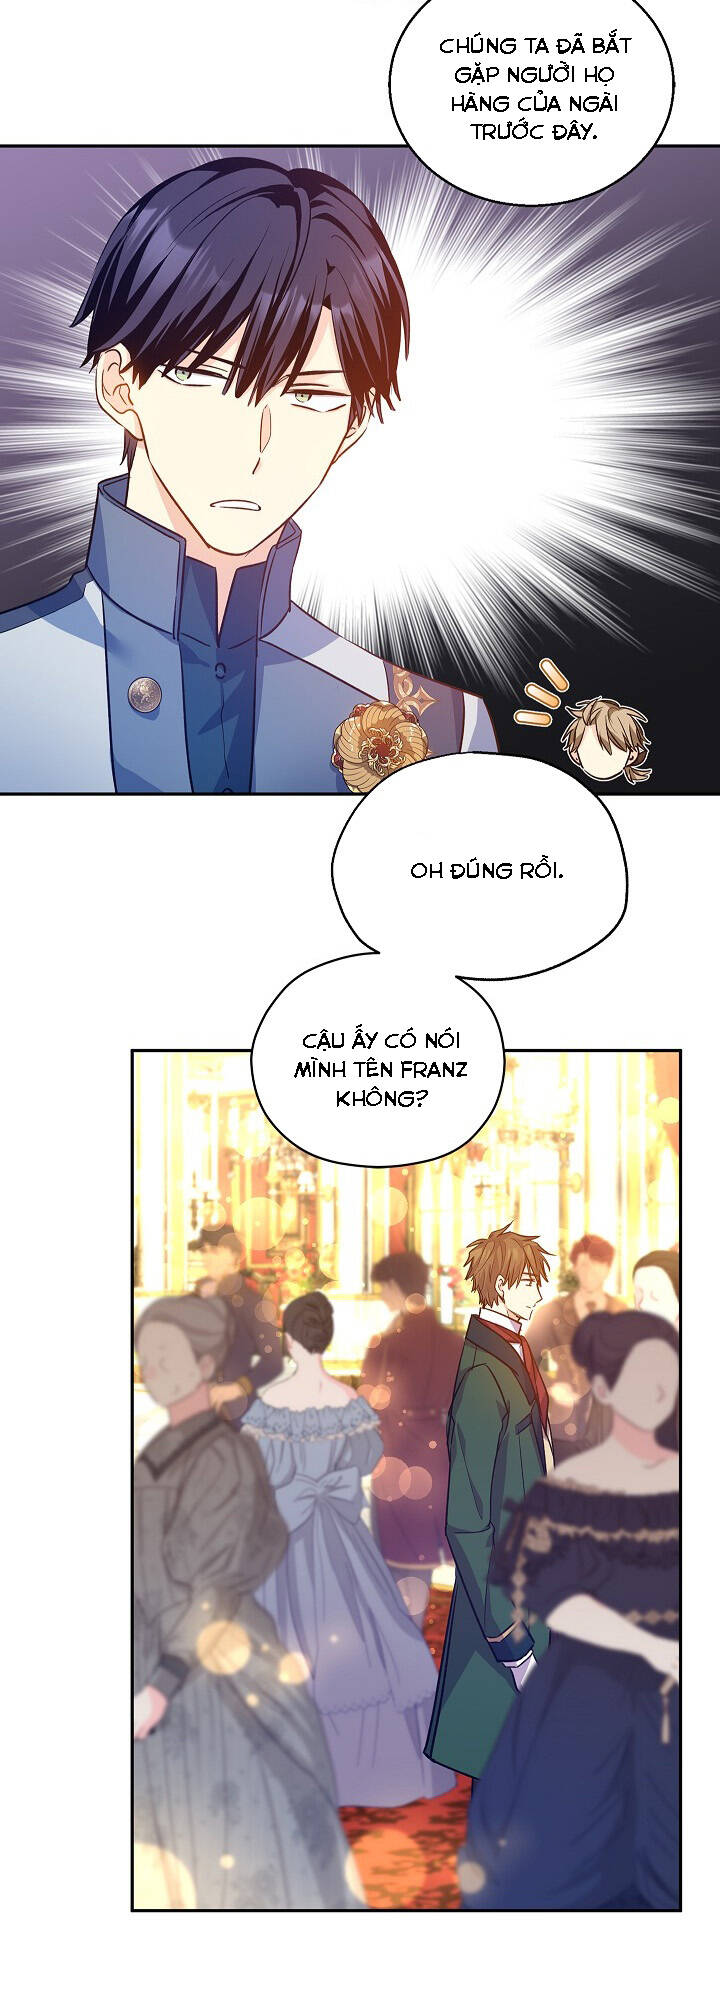 CHÚNG TA ĐÃ BẮT
GẶP NGƯỜI HỌ
HÀNG CỦA NGÀI
TRƯỚC ĐÂY.
OH ĐÚNG RỒI.
CẬU ẤY CÓ NÓI
MÌNH TÊN FRANZ
KHÔNG?